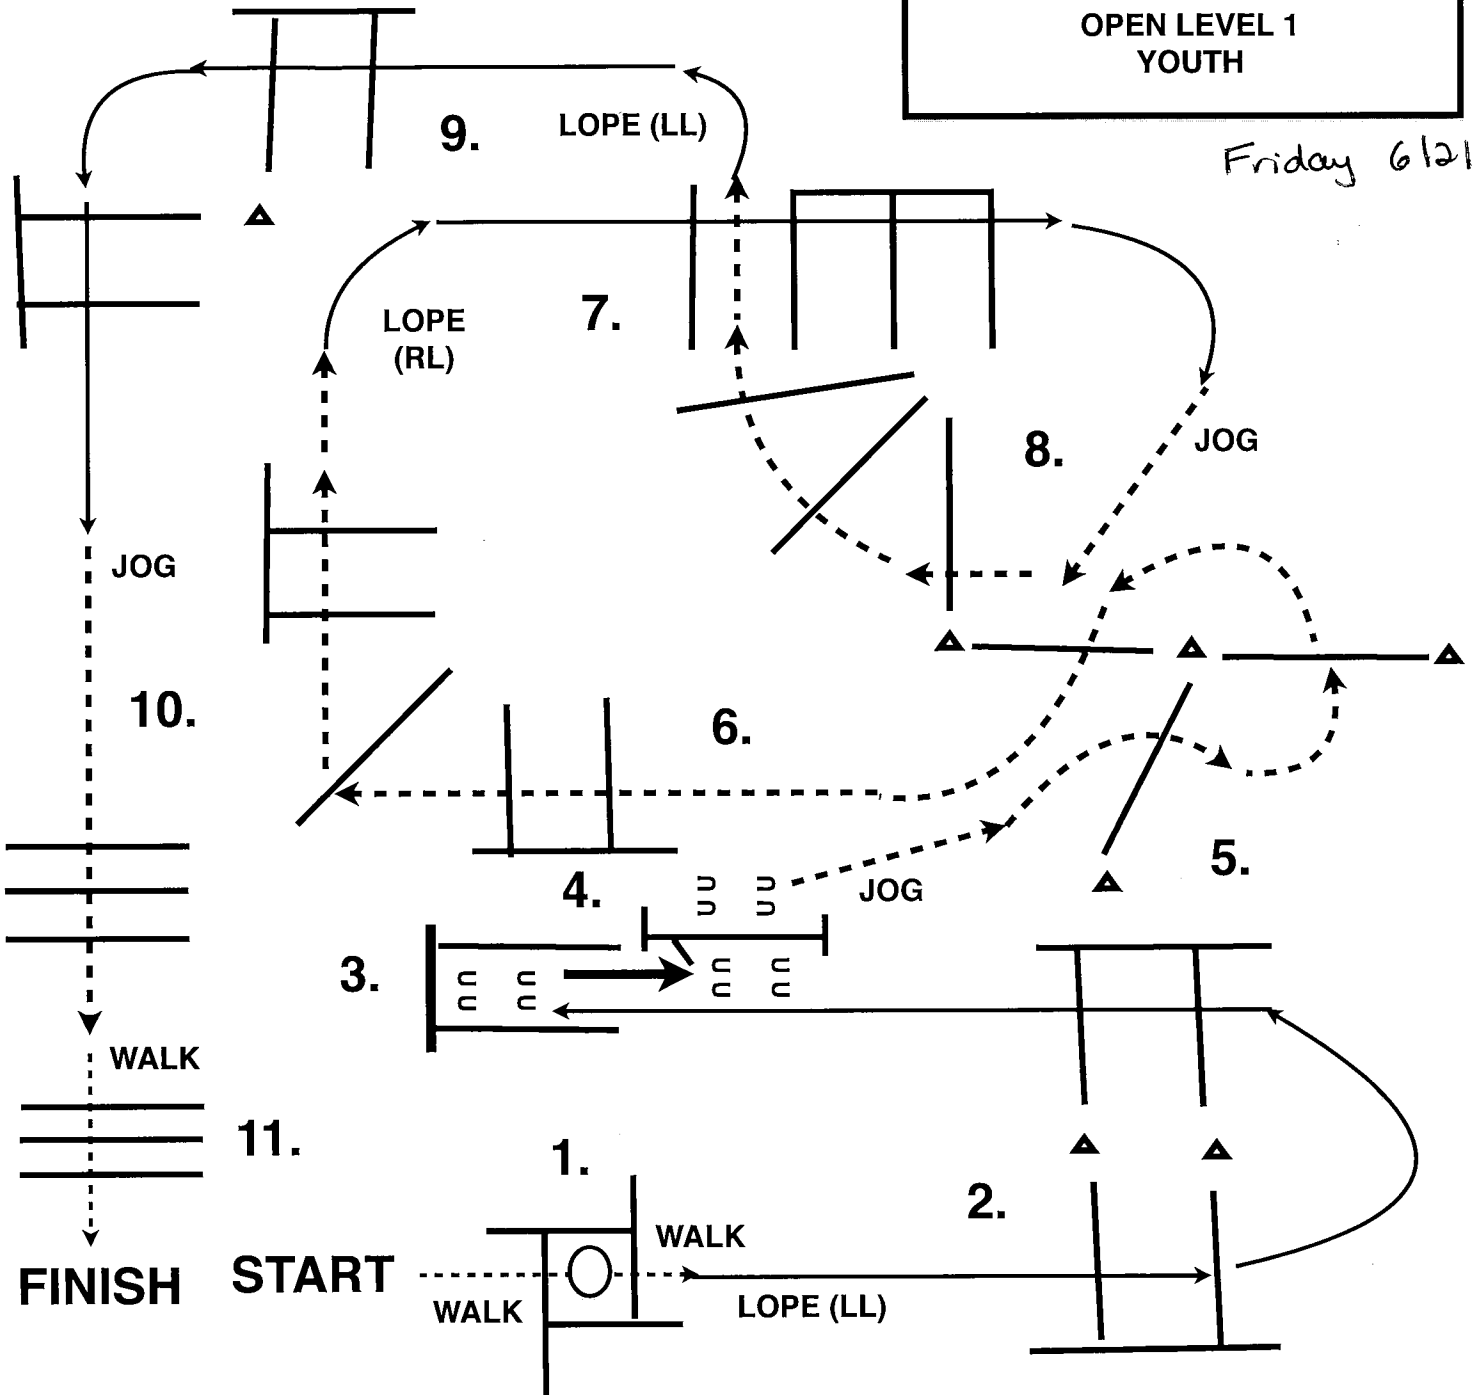 OPEN LEVEL 1
YOUTH
Friday 6/21
9.
LOPE (LL)
LOPE
(RL)
7.
8.
JOG
JOG
10.
6.
5.
4.
JOG
3.
WALK
11.
1.
2.
WALK
FINISH
START
WALK
LOPE (LL)